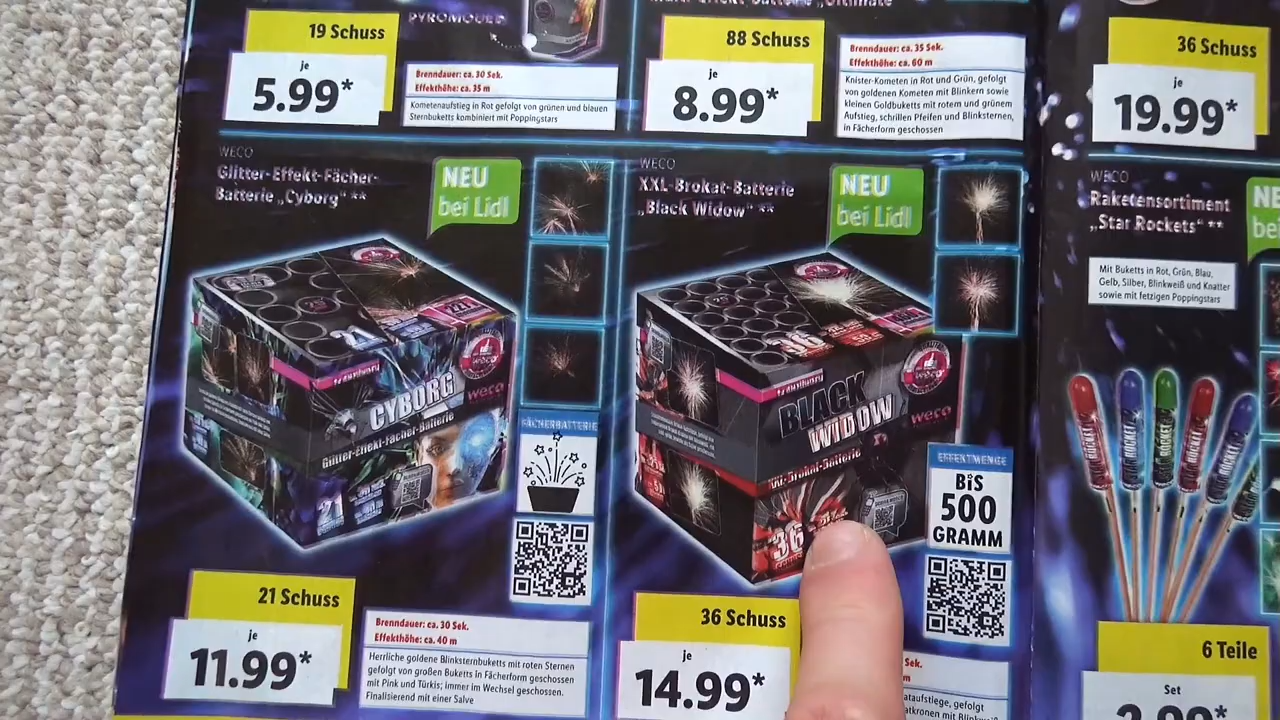 19 Schuss
je
5.99*
Brenndauer: ca. 30 Sek.
Effekthöhe: ca. 35 m
Kometenaufstieg in Rot gefolgt von grünen und blauen
Sternbuketts kombiniert mit Poppingstars
88 Schuss
je
8.99*
Brenndauer: ca. 35 Sek.
Effekthöhe: ca. 60 m
Knister-Kometen in Rot und Grün, gefolgt
von goldenen Kometen mit Blinkern sowie
kleinen Goldbuketts mit rotem und grünem
Aufstieg, schrillen Pfeifen und Blinksternen,
in Fächerform geschossen
36 Schuss
je
19.99*
WECO
Glitter-Effekt-Fächer-
Batterie „Cyborg" **
NEU
bei Lidl
CYBORG
weco
Glitter-Effekt-Fächer-Batterie
21
FÄCHERBATTERIE
21 Schuss
je
11.99*
Brenndauer: ca. 30 Sek.
Effekthöhe: ca. 40 m
Herrliche goldene Blinksternbuketts mit roten Sternen
gefolgt von großen Buketts in Fächerform geschossen
mit Pink und Türkis; immer im Wechsel geschossen.
Finalisierend mit einer Salve
WECO
XXL-Brokat-Batterie
„Black Widow" **
NEU
bei Lidl
36
BLACK
WIDOW
weco
XXL-Brokat-Batterie
36
EFFEKTMENGE
BIS
500
GRAMM
36 Schuss
je
14.99*
Sek.
WECO
Raketensortiment
„Star Rockets" **
Mit Buketts in Rot, Grün, Blau,
Gelb, Silber, Blinkweiß und Knatter
sowie mit fetzigen Poppingstars
6 Teile
Set